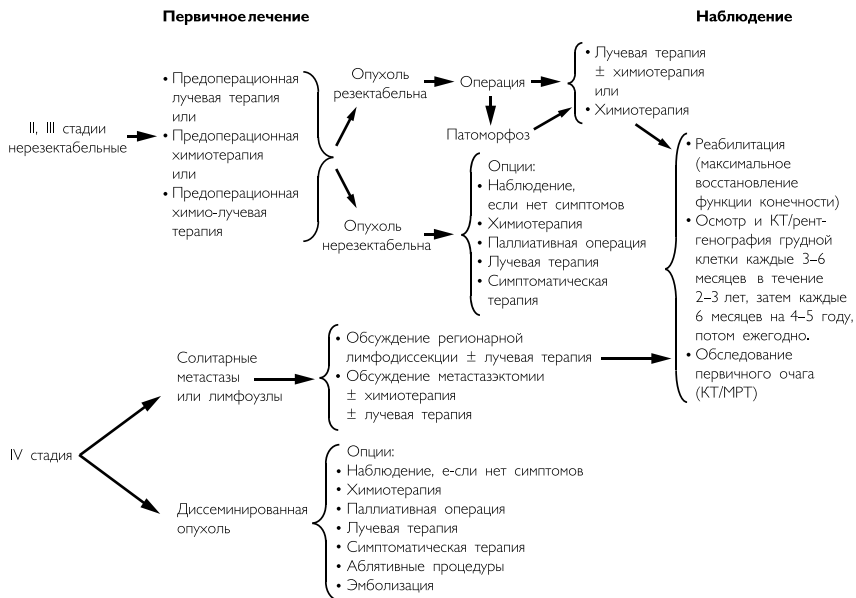 Первичное лечение
Наблюдение
II, III стадии
нерезектабельные
• Предоперационная
лучевая терапия
или
• Предоперационная
химиотерапия
или
• Предоперационная
химио-лучевая
терапия
Опухоль
резектабельна
Операция
Патоморфоз
• Лучевая терапия
± химиотерапия
или
• Химиотерапия
Опухоль
нерезектабельна
Опции:
• Наблюдение,
если нет симптомов
• Химиотерапия
• Паллиативная операция
• Лучевая терапия
• Симптоматическая
терапия
• Реабилитация
(максимальное
восстановление
функции конечности)
• Осмотр и КТ/рент-
генография грудной
клетки каждые 3–6
месяцев в течение
2–3 лет, затем каждые
6 месяцев на 4–5 году,
потом ежегодно.
• Обследование
первичного очага
(КТ/МРТ)
IV стадия
Солитарные
метастазы
или лимфоузлы
• Обсуждение регионарной
лимфодиссекции ± лучевая терапия
• Обсуждение метастазэктомии
± химиотерапия
± лучевая терапия
Диссеминированная
опухоль
Опции:
• Наблюдение, е-сли нет симптомов
• Химиотерапия
• Паллиативная операция
• Лучевая терапия
• Симптоматическая терапия
• Аблятивные процедуры
• Эмболизация